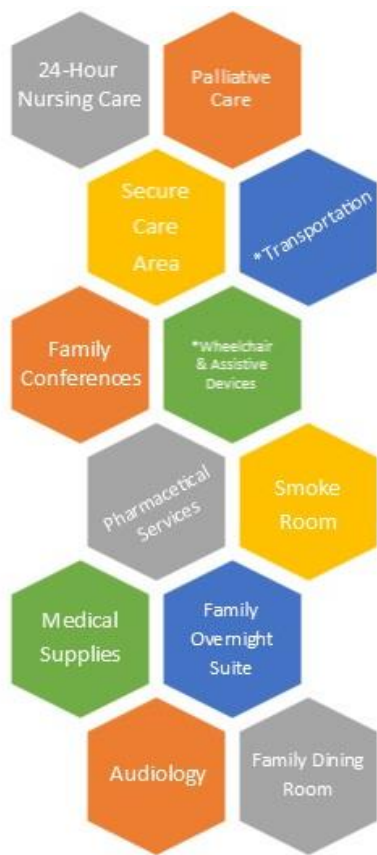 24-Hour
Nursing Care
Palliative
Care
Secure
Care
Area
*Transportation
Family
Conferences
*Wheelchair
& Assistive
Devices
Pharmacetical
Services
Smoke
Room
Medical
Supplies
Family
Overnight
Suite
Audiology
Family Dining
Room